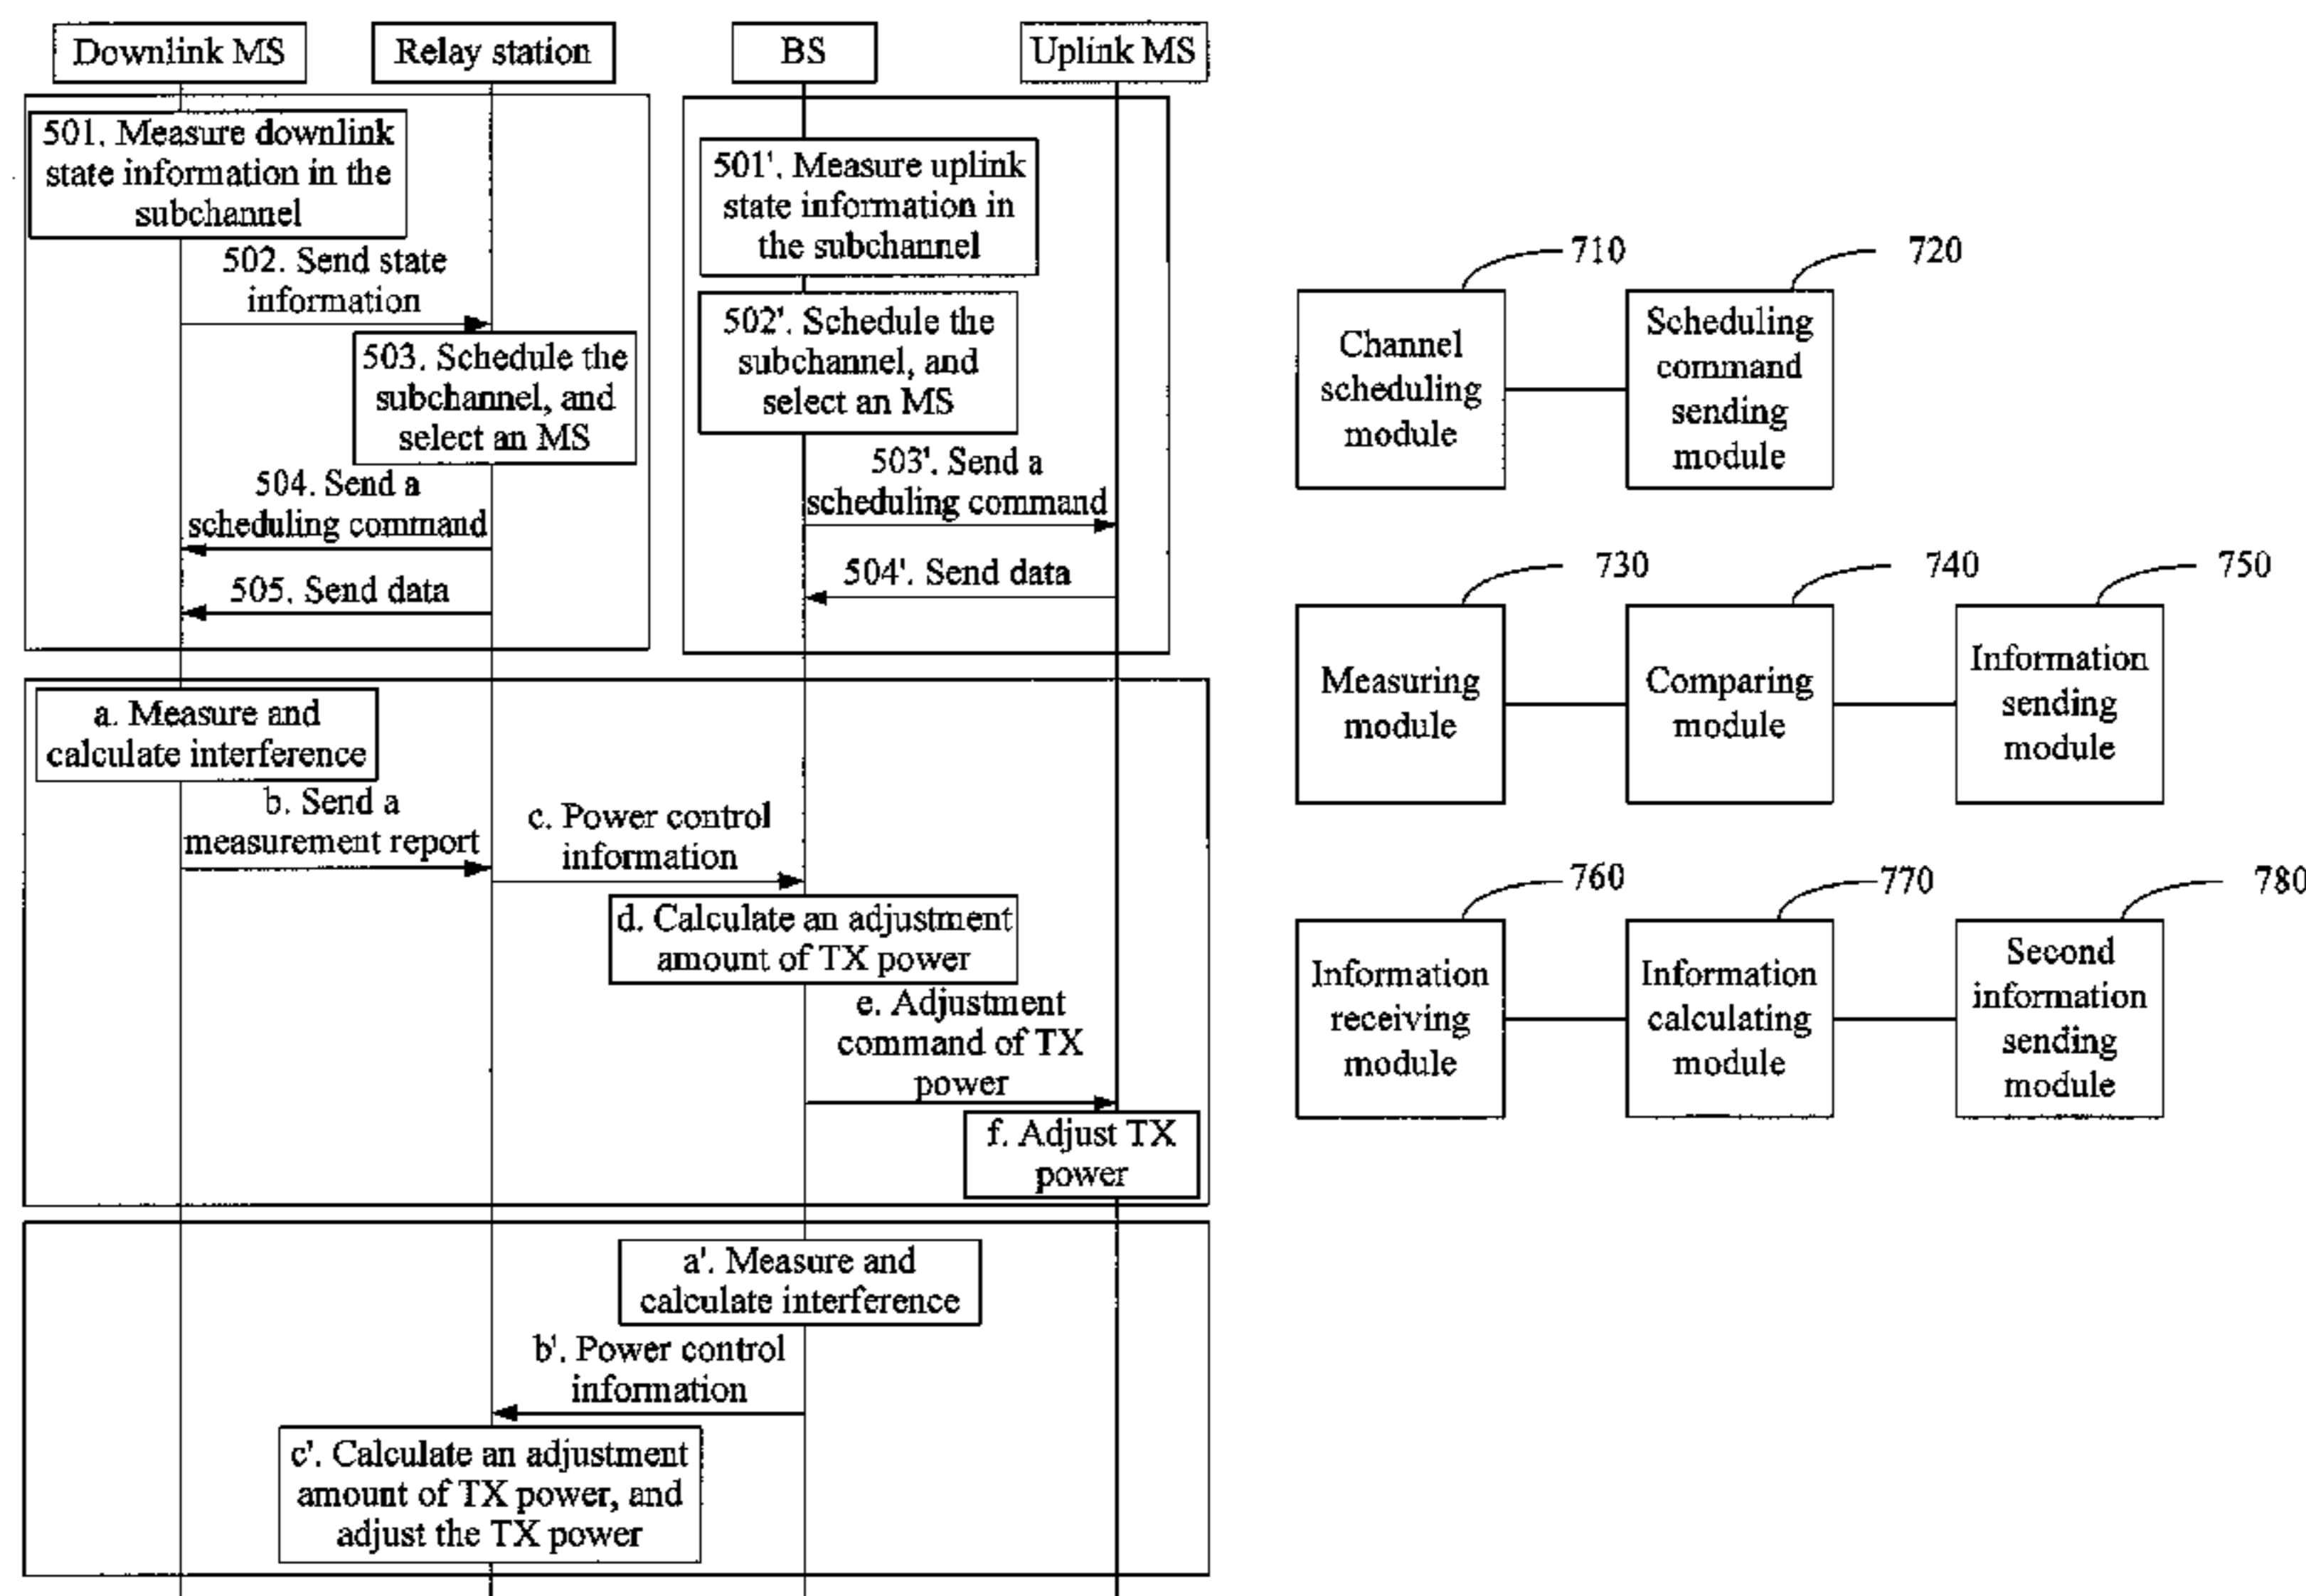 Downlink MS
Relay station
BS
Uplink MS
501. Measure downlink
state information in the
subchannel
502. Send state
information
503. Schedule the
subchannel, and
select an MS
504. Send a
scheduling command
505. Send data
501'. Measure uplink
state information in
the subchannel
502'. Schedule the
subchannel, and
select an MS
503'. Send a
scheduling command
504'. Send data
a. Measure and
calculate interference
b. Send a
measurement report
c. Power control
information
d. Calculate an adjustment
amount of TX power
e. Adjustment
command of TX
power
f. Adjust TX
power
a'. Measure and
calculate interference
b'. Power control
information
c'. Calculate an adjustment
amount of TX power, and
adjust the TX power
710
Channel
scheduling
module
720
Scheduling
command
sending
module
730
Measuring
module
740
Comparing
module
750
Information
sending
module
760
Information
receiving
module
770
Information
calculating
module
780
Second
information
sending
module